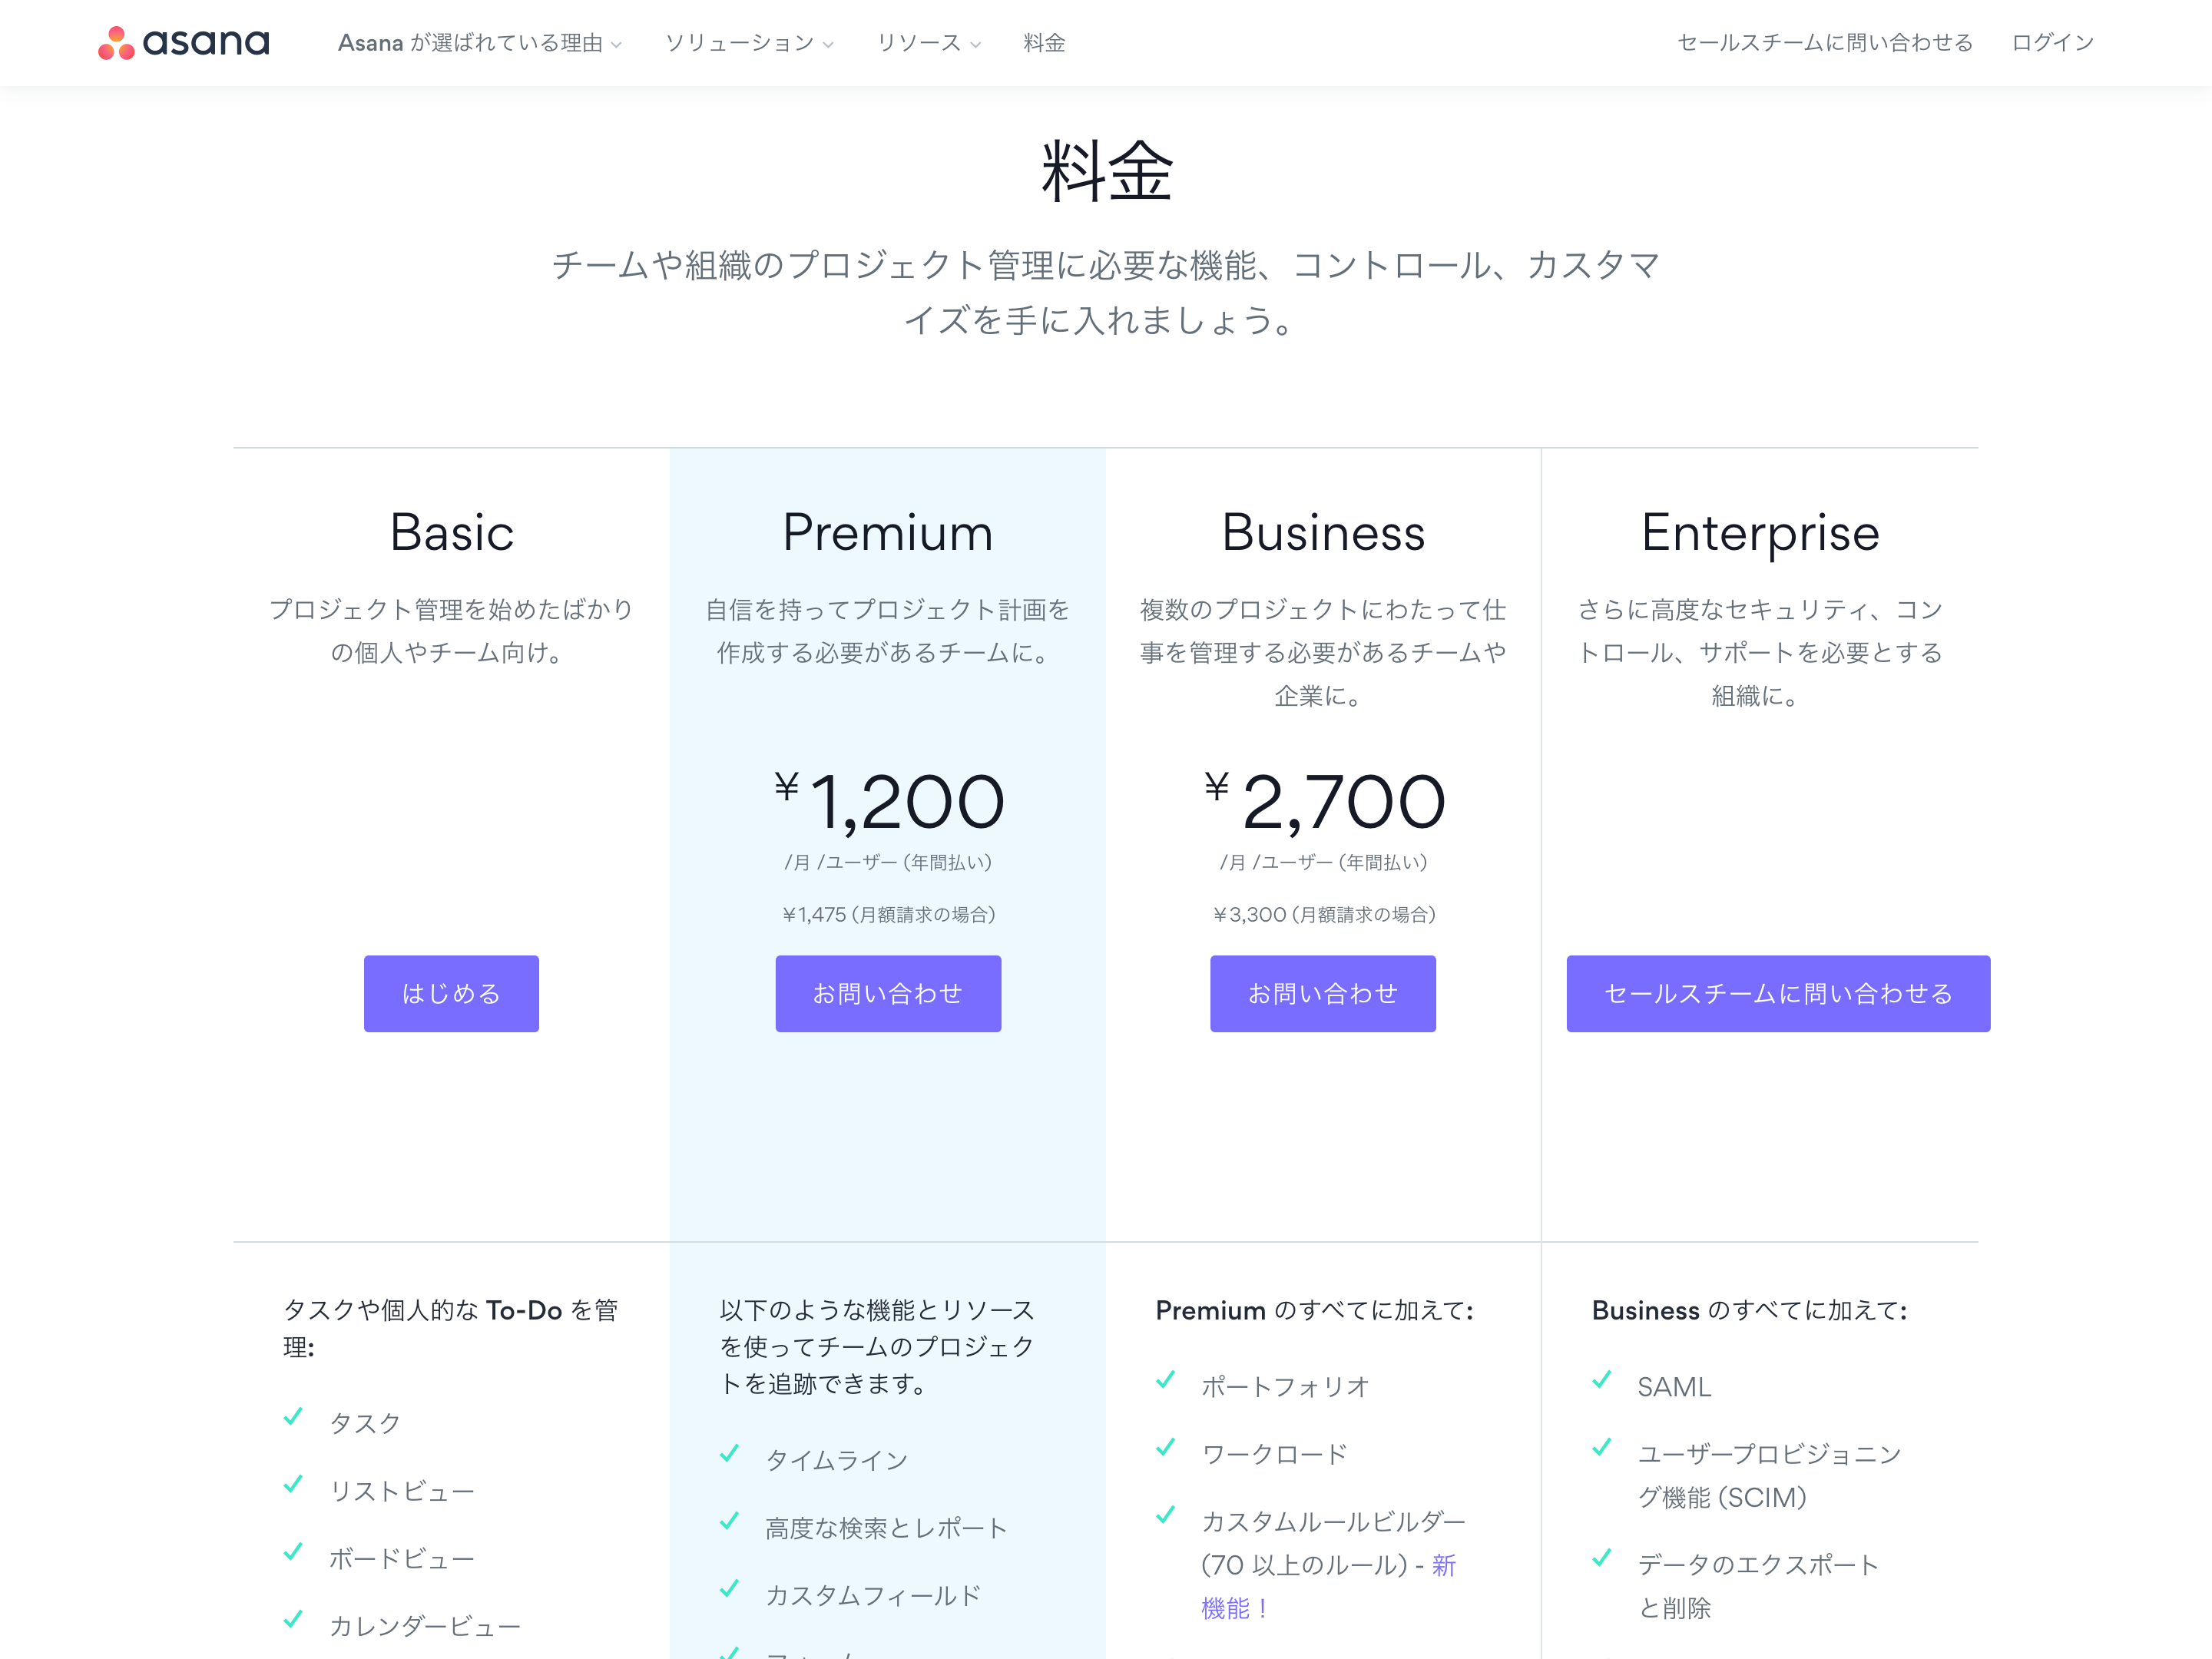 asana
Asana が選ばれている理由
ソリューション
リソース
料金
セールスチームに問い合わせる
ログイン
料金
チームや組織のプロジェクト管理に必要な機能、コントロール、カスタマ
イズを手に入れましょう。
Basic
プロジェクト管理を始めたばかり
の個人やチーム向け。
はじめる
Premium
自信を持ってプロジェクト計画を
作成する必要があるチームに。
¥1,200
/月 /ユーザー (年間払い)
¥1,475 (月額請求の場合)
お問い合わせ
Business
複数のプロジェクトにわたって仕
事を管理する必要があるチームや
企業に。
¥2,700
/月 /ユーザー (年間払い)
¥3,300 (月額請求の場合)
お問い合わせ
Enterprise
さらに高度なセキュリティ、コン
トロール、サポートを必要とする
組織に。
セールスチームに問い合わせる
タスクや個人的な To-Do を管
理:
タスク
リストビュー
ボードビュー
カレンダービュー
以下のような機能とリソース
を使ってチームのプロジェク
トを追跡できます。
タイムライン
高度な検索とレポート
カスタムフィールド
Premium のすべてに加えて:
ポートフォリオ
ワークロード
カスタムルールビルダー
(70 以上のルール) - 新
機能！
Business のすべてに加えて:
SAML
ユーザープロビジョニン
グ機能 (SCIM)
データのエクスポート
と削除